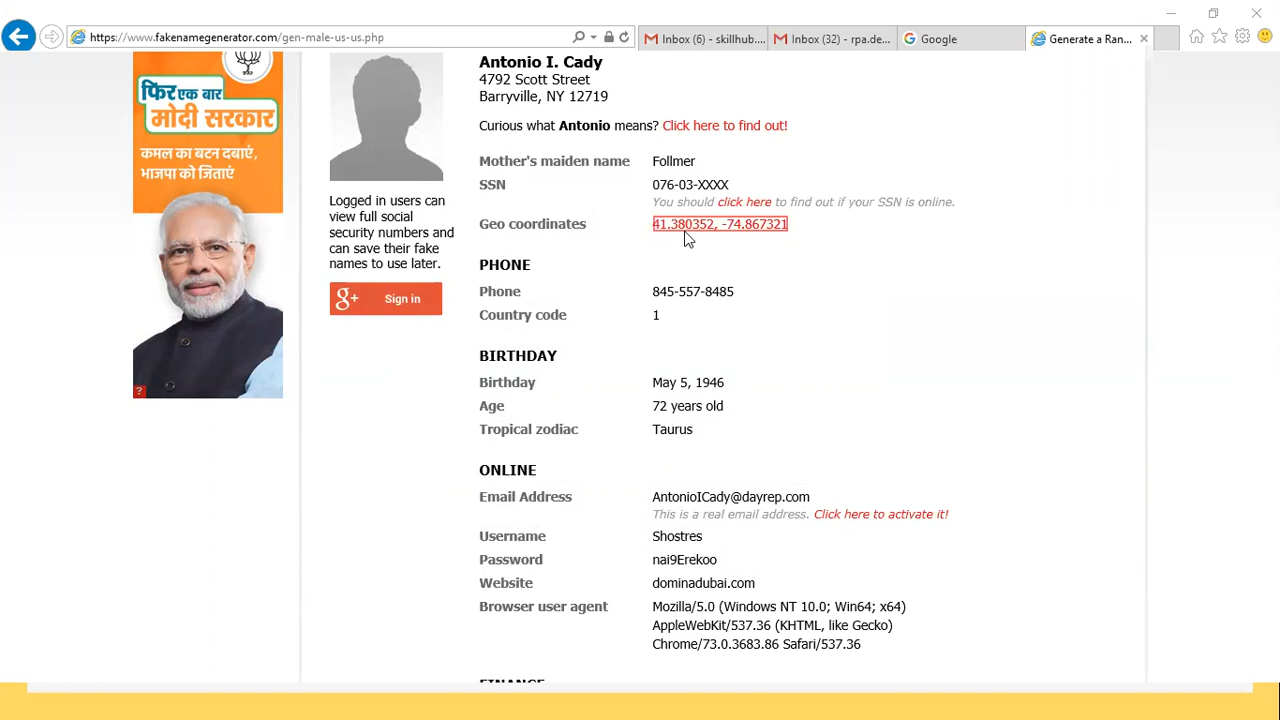 https://www.fakenamegenerator.com/gen-male-us-us.php
Inbox (6) - skillhub....
Inbox (32) - rpa.de...
Google
Generate a Ran...
फिर एक बार
मोदी सरकार
कमल का बटन दबाएं,
भाजपा को जिताएं
?
Logged in users can
view full social
security numbers and
can save their fake
names to use later.
g+ Sign in
Antonio I. Cady
4792 Scott Street
Barryville, NY 12719
Curious what Antonio means? Click here to find out!
Mother's maiden name Follmer
SSN 076-03-XXXX
You should click here to find out if your SSN is online.
Geo coordinates 41.380352, -74.867321
PHONE
Phone 845-557-8485
Country code 1
BIRTHDAY
Birthday May 5, 1946
Age 72 years old
Tropical zodiac Taurus
ONLINE
Email Address AntonioICady@dayrep.com
This is a real email address. Click here to activate it!
Username Shostres
Password nai9Erekoo
Website dominadubai.com
Browser user agent Mozilla/5.0 (Windows NT 10.0; Win64; x64)
AppleWebKit/537.36 (KHTML, like Gecko)
Chrome/73.0.3683.86 Safari/537.36
FINANCE